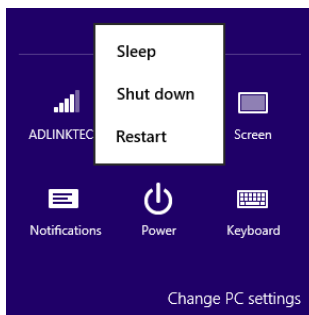 Sleep
Shut down
Restart
ADLINKTEC
Screen
Notifications
Power
Keyboard
Change PC settings